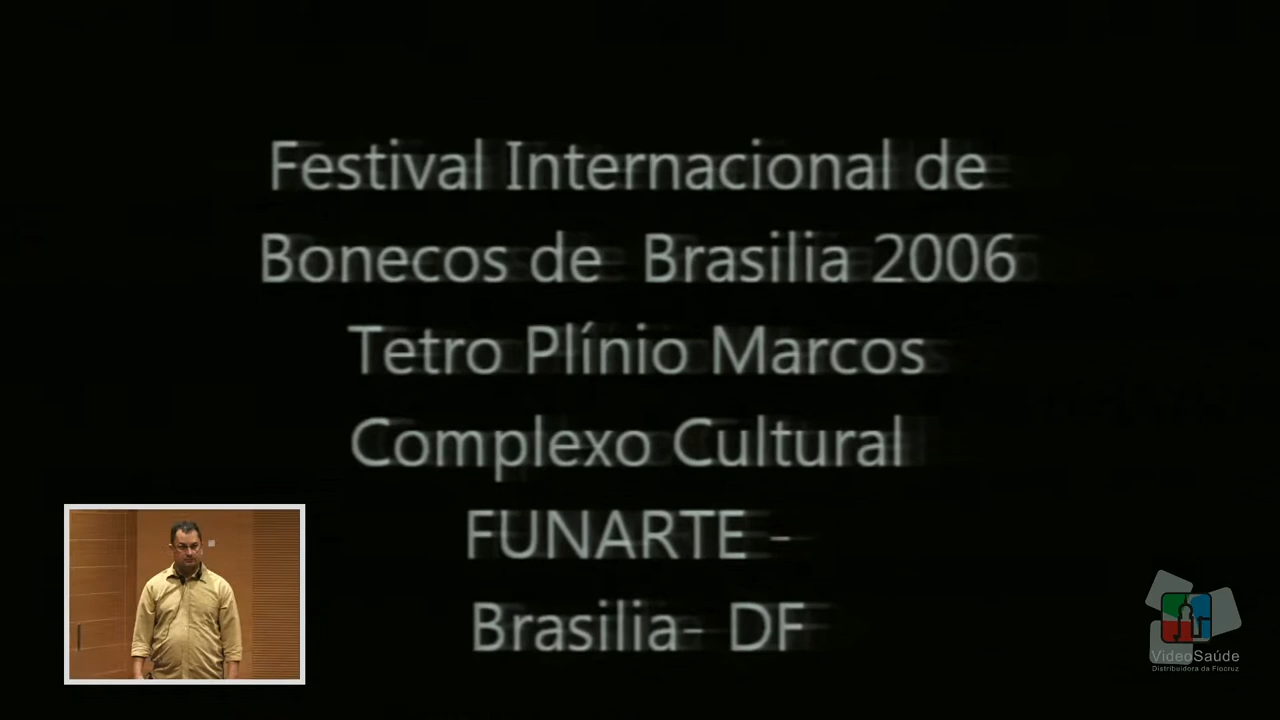 Festival Internacional de
Bonecos de Brasilia 2006
Tetro Plínio Marcos
Complexo Cultural
FUNARTE -
Brasilia- DF
VideoSaúde
Distribuidora da Fiocruz